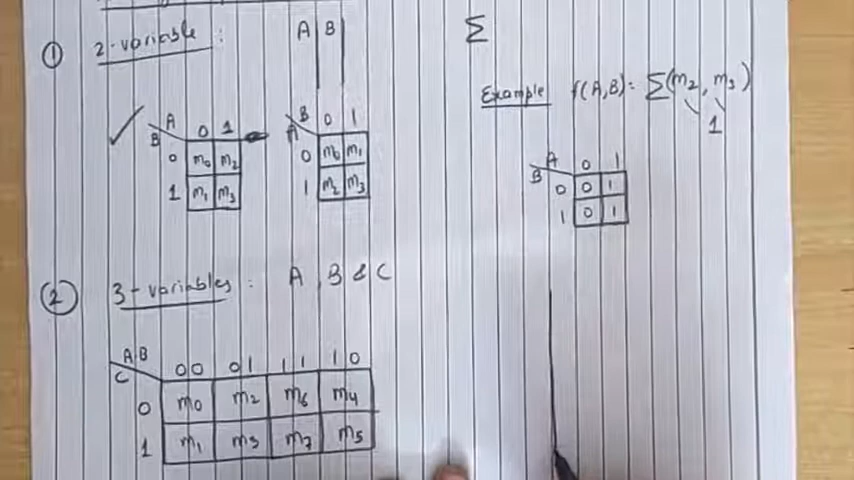 ① 2-variable : A B
A
B 0 1
0 m₀ m₂
1 m₁ m₃
B
A 0 1
0 m₀ m₁
1 m₂ m₃
② 3-variables : A, B & C
AB
C 00 01 11 10
0 m₀ m₂ m₆ m₄
1 m₁ m₃ m₇ m₅
Σ
Example f(A,B) = Σ(m₂, m₃)
1
A
B 0 1
0 0 1
1 0 1